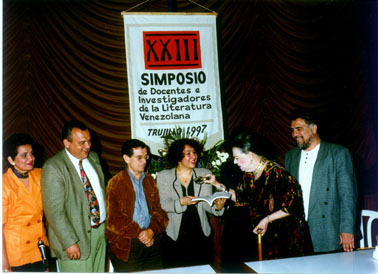 XXIII
SIMPOSIO
de Docentes e
Investigadores
de la Literatura
Venezolana
TRUJILLO 1997